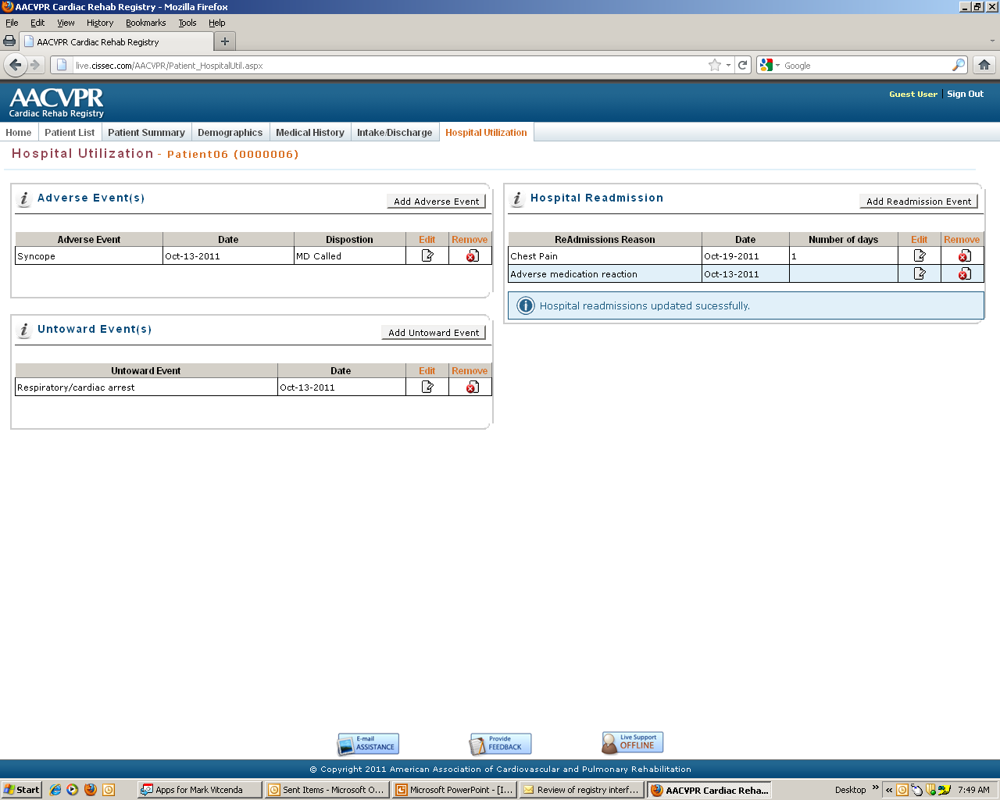 AACVPR Cardiac Rehab Registry - Mozilla Firefox
File Edit View History Bookmarks Tools Help
AACVPR Cardiac Rehab Registry
live.cissec.com/AACVPR/Patient_HospitalUtil.aspx
Google
AACVPR
Cardiac Rehab Registry
Guest User | Sign Out
Home Patient List Patient Summary Demographics Medical History Intake/Discharge Hospital Utilization
Hospital Utilization - Patient06 (0000006)
Adverse Event(s)
Add Adverse Event
Adverse Event Date Dispostion Edit Remove
Syncope Oct-13-2011 MD Called
Untoward Event(s)
Add Untoward Event
Untoward Event Date Edit Remove
Respiratory/cardiac arrest Oct-13-2011
Hospital Readmission
Add Readmission Event
ReAdmissions Reason Date Number of days Edit Remove
Chest Pain Oct-19-2011 1
Adverse medication reaction Oct-13-2011
Hospital readmissions updated sucessfully.
E-mail
ASSISTANCE
Provide
FEEDBACK
Live Support
OFFLINE
© Copyright 2011 American Association of Cardiovascular and Pulmonary Rehabilitation
Start Apps for Mark Vitcenda Sent Items - Microsoft O... Microsoft PowerPoint - [I... Review of registry interf... AACVPR Cardiac Reha... Desktop » « 7:49 AM